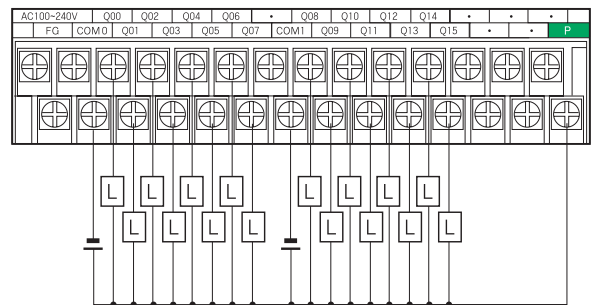 AC100~240V Q00 Q02 Q04 Q06 • Q08 Q10 Q12 Q14 • • •
FG COM0 Q01 Q03 Q05 Q07 COM1 Q09 Q11 Q13 Q15 • • P
L L L L L L L L
L L L L L L L L